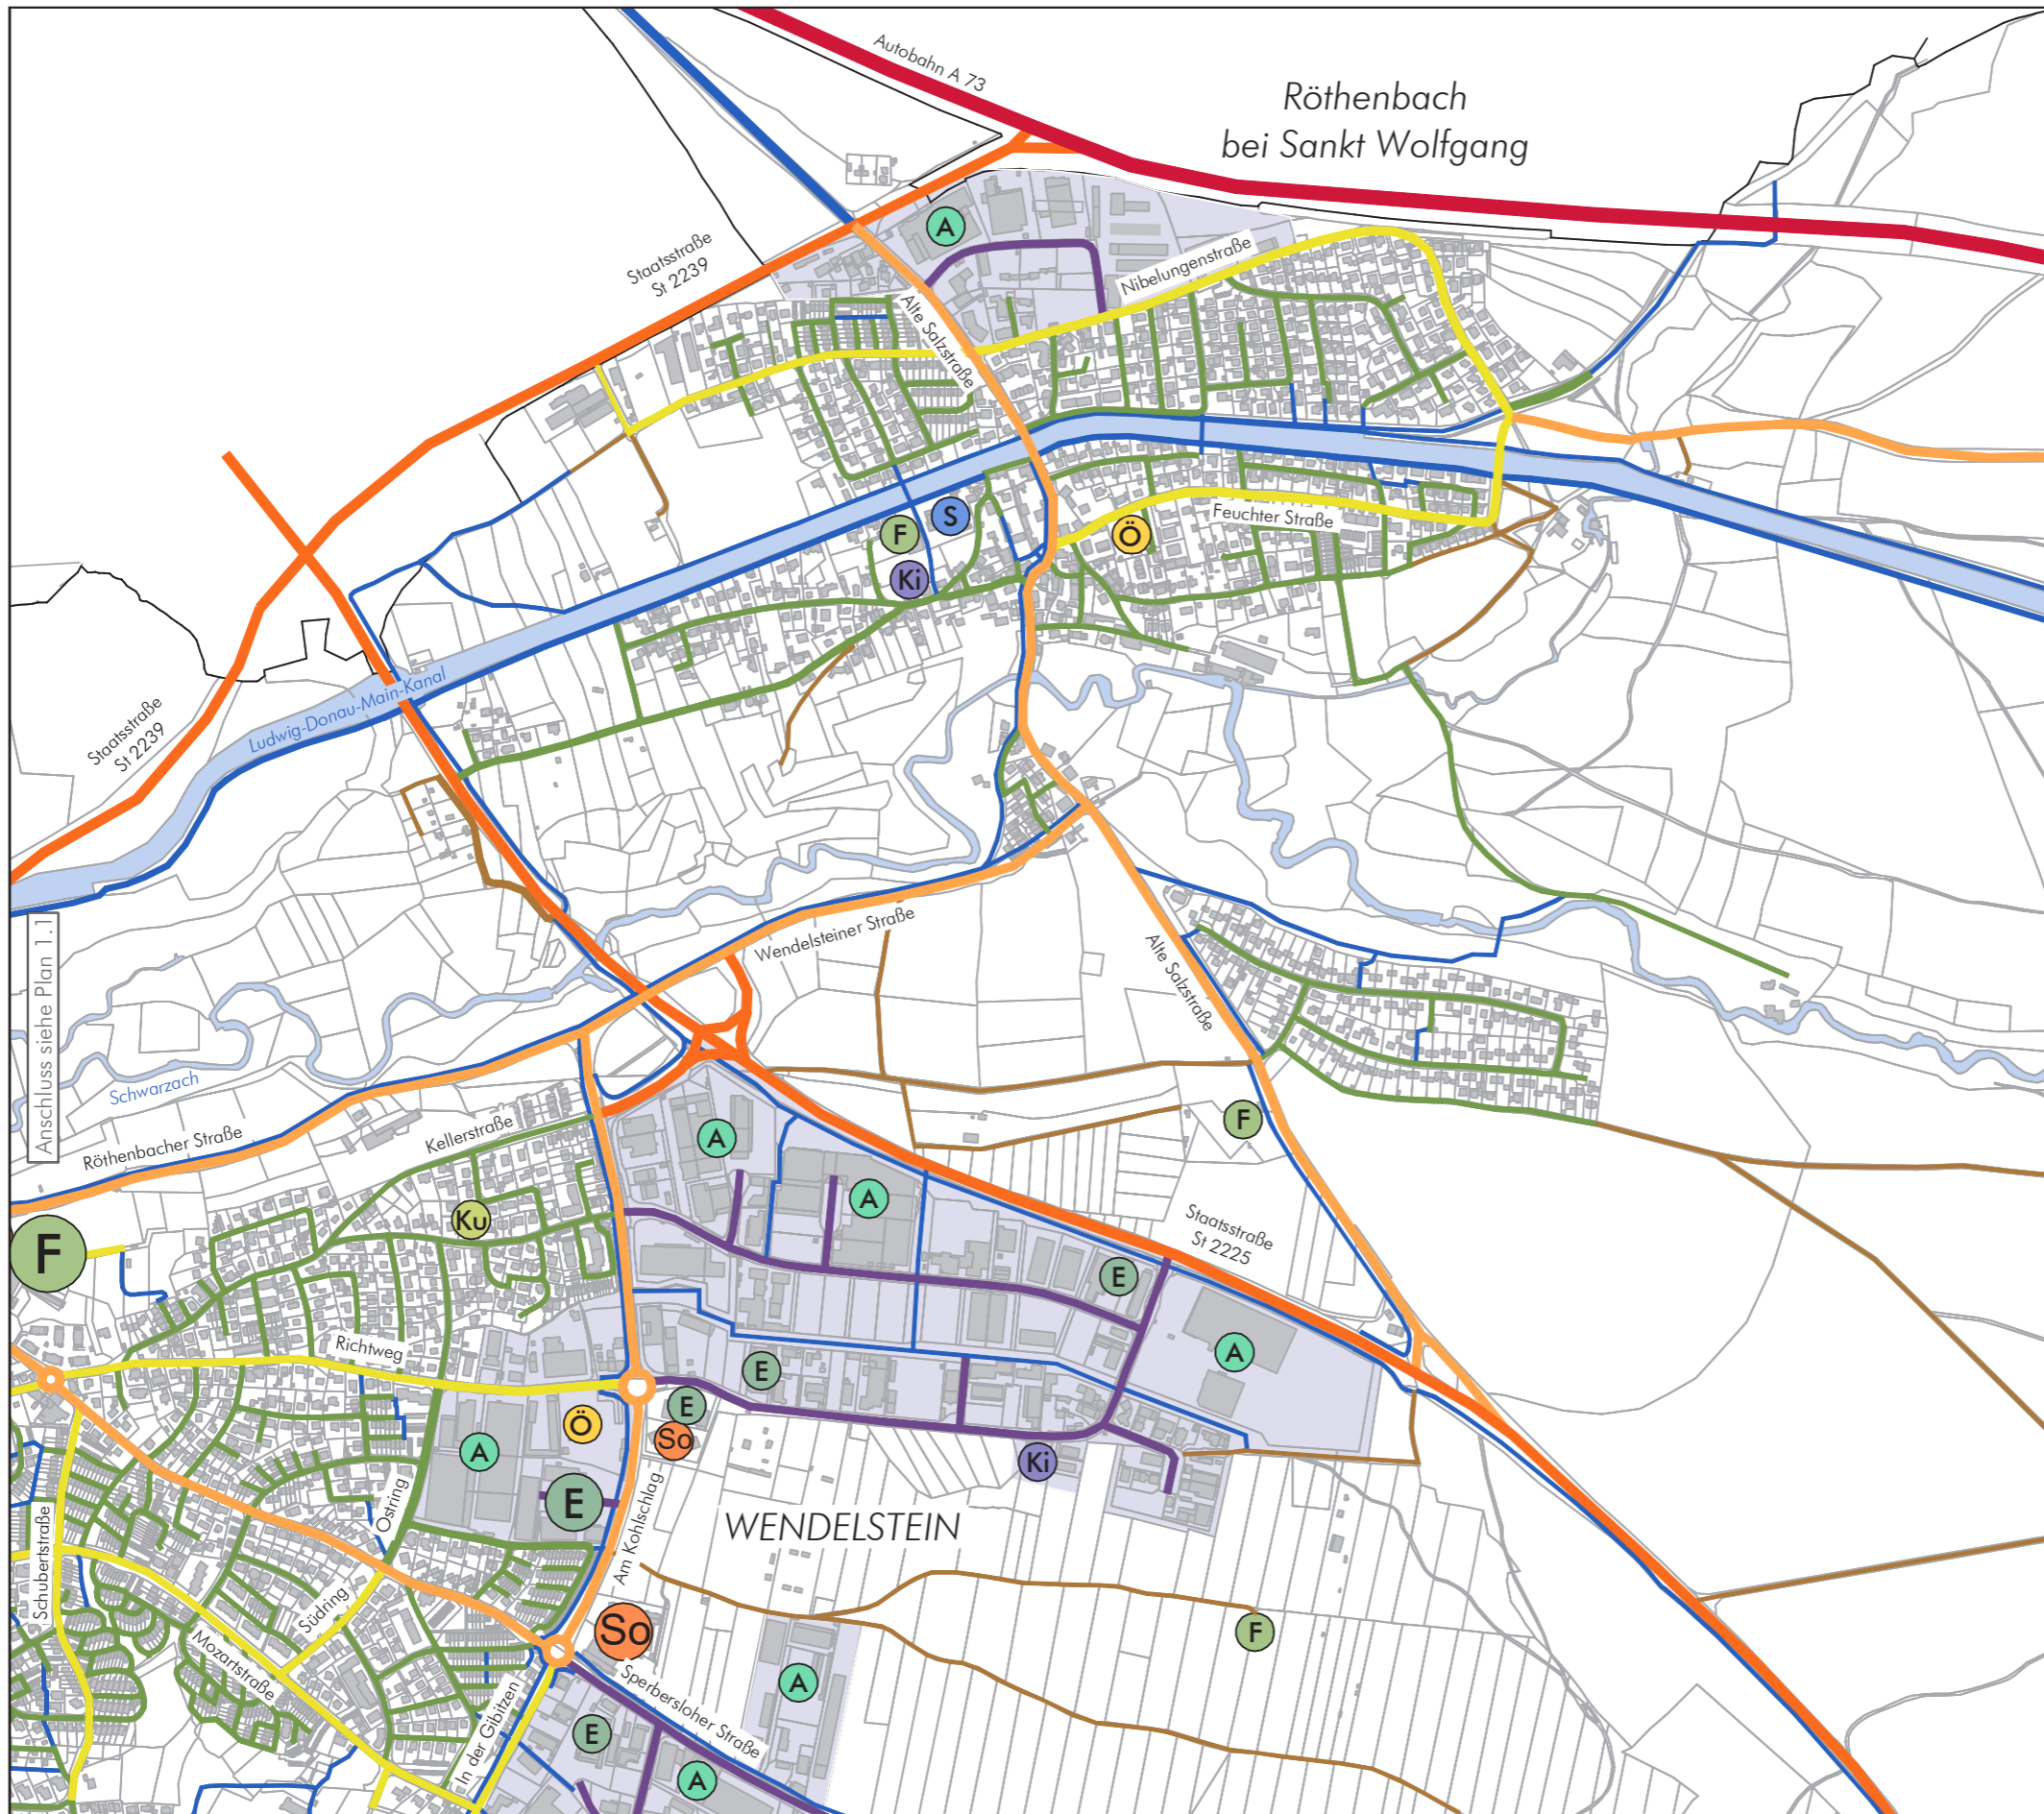 Autobahn A 73
Röthenbach
bei Sankt Wolfgang
A
Staatsstraße
St 2239
Nibelungenstraße
Alte Salzstraße
S
F
Ö
Feuchter Straße
Ki
Staatsstraße
St 2239
Ludwig-Donau-Main-Kanal
Anschluss siehe Plan 1.1
Wendelsteiner Straße
Alte Salzstraße
Schwarzach
Röthenbacher Straße
Kellerstraße
A
F
A
Ku
F
Staatsstraße
St 2225
E
Richtweg
E
A
E
Ö
So
A
Ki
E
Ostring
Am Kohlschlag
WENDELSTEIN
Schubertstraße
Südring
So
F
Mozartstraße
In der Gibitzen
Sperbersloher Straße
A
E
A